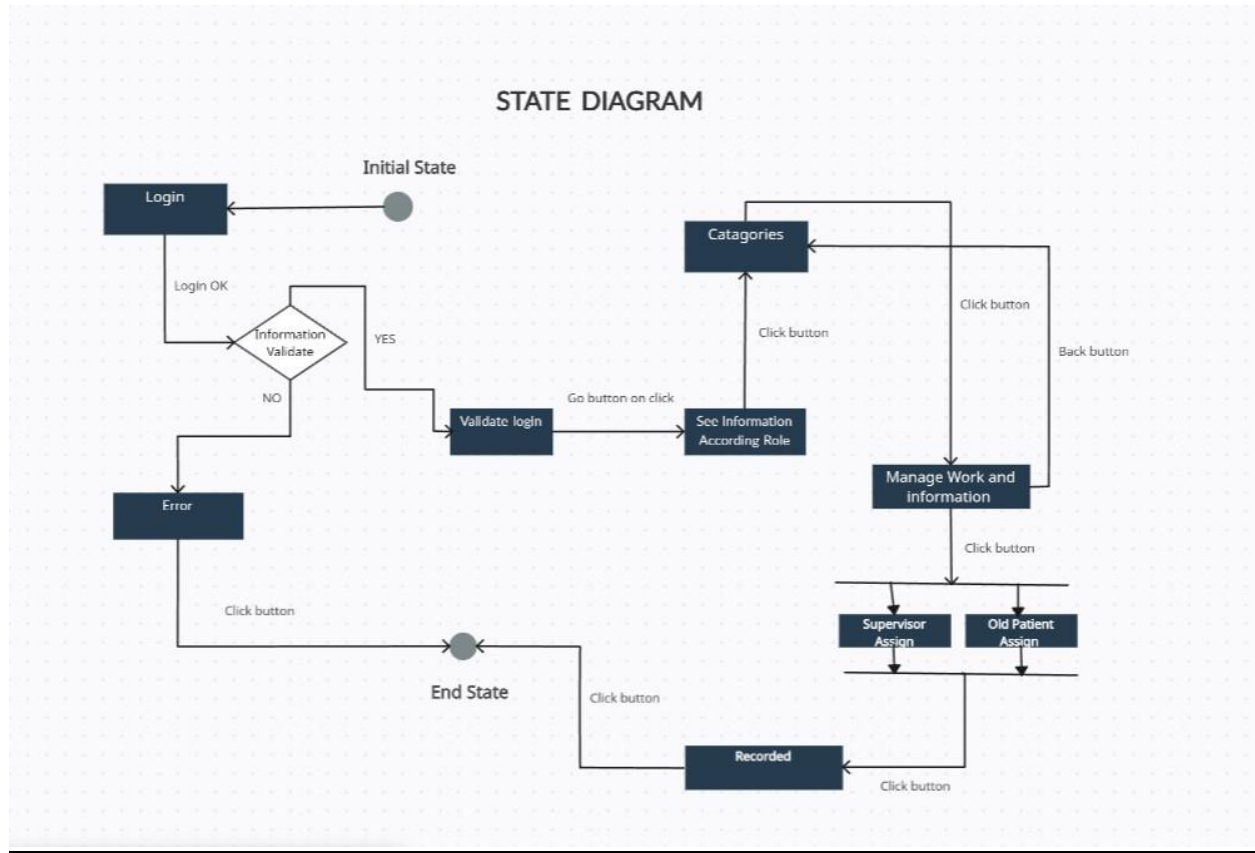 STATE DIAGRAM
Initial State
Login
Login OK
Information
Validate
YES
NO
Validate login
Go button on click
See Information
According Role
Click button
Catagories
Click button
Back button
Manage Work and
information
Click button
Supervisor
Assign
Old Patient
Assign
Error
Click button
End State
Click button
Recorded
Click button